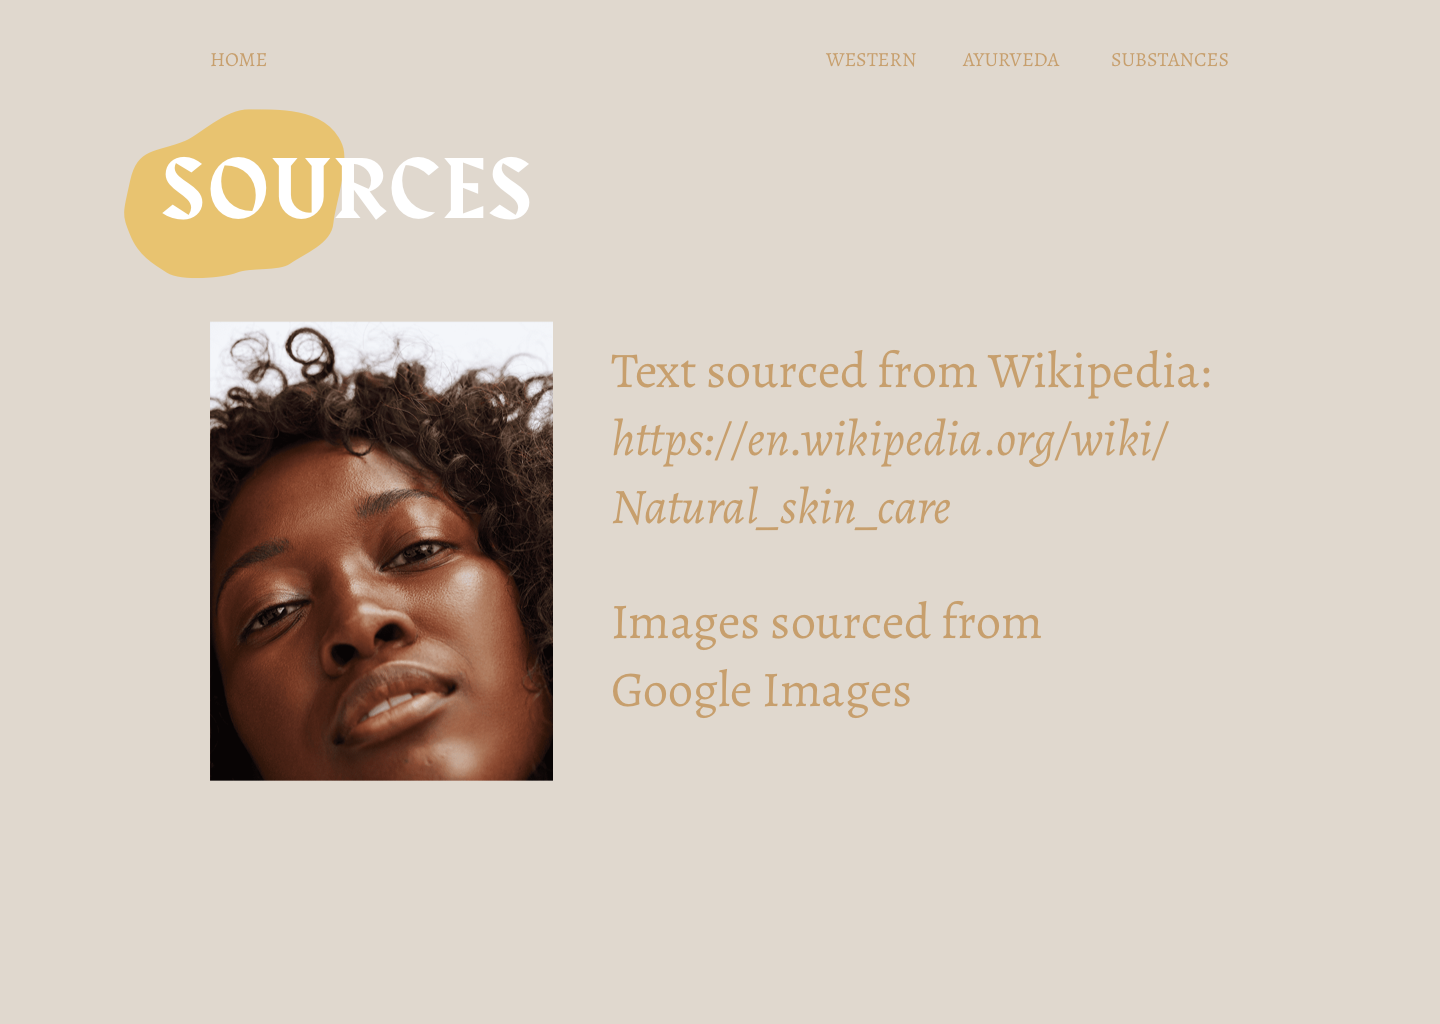 HOME
WESTERN AYURVEDA SUBSTANCES
SOURCES
Text sourced from Wikipedia:
https://en.wikipedia.org/wiki/
Natural_skin_care
Images sourced from
Google Images